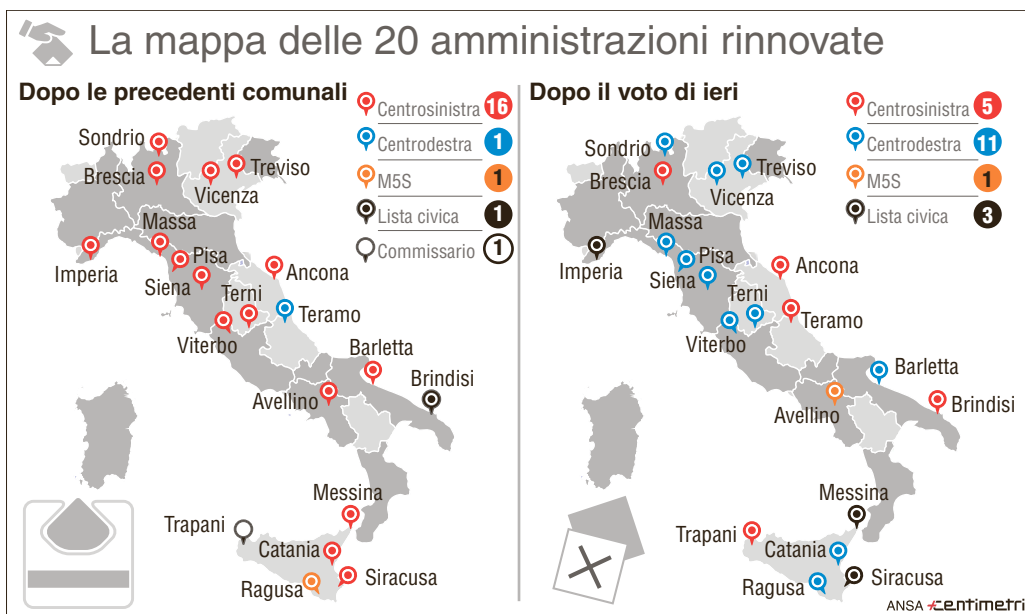 La mappa delle 20 amministrazioni rinnovate
Dopo le precedenti comunali
Centrosinistra 16
Centrodestra 1
M5S 1
Lista civica 1
Commissario 1
Sondrio
Brescia
Treviso
Vicenza
Massa
Imperia
Pisa
Siena
Ancona
Terni
Teramo
Viterbo
Barletta
Brindisi
Avellino
Messina
Trapani
Catania
Ragusa
Siracusa
Dopo il voto di ieri
Centrosinistra 5
Centrodestra 11
M5S 1
Lista civica 3
Sondrio
Brescia
Treviso
Vicenza
Massa
Imperia
Pisa
Siena
Ancona
Terni
Teramo
Viterbo
Barletta
Brindisi
Avellino
Messina
Trapani
Catania
Ragusa
Siracusa
ANSA centimetri